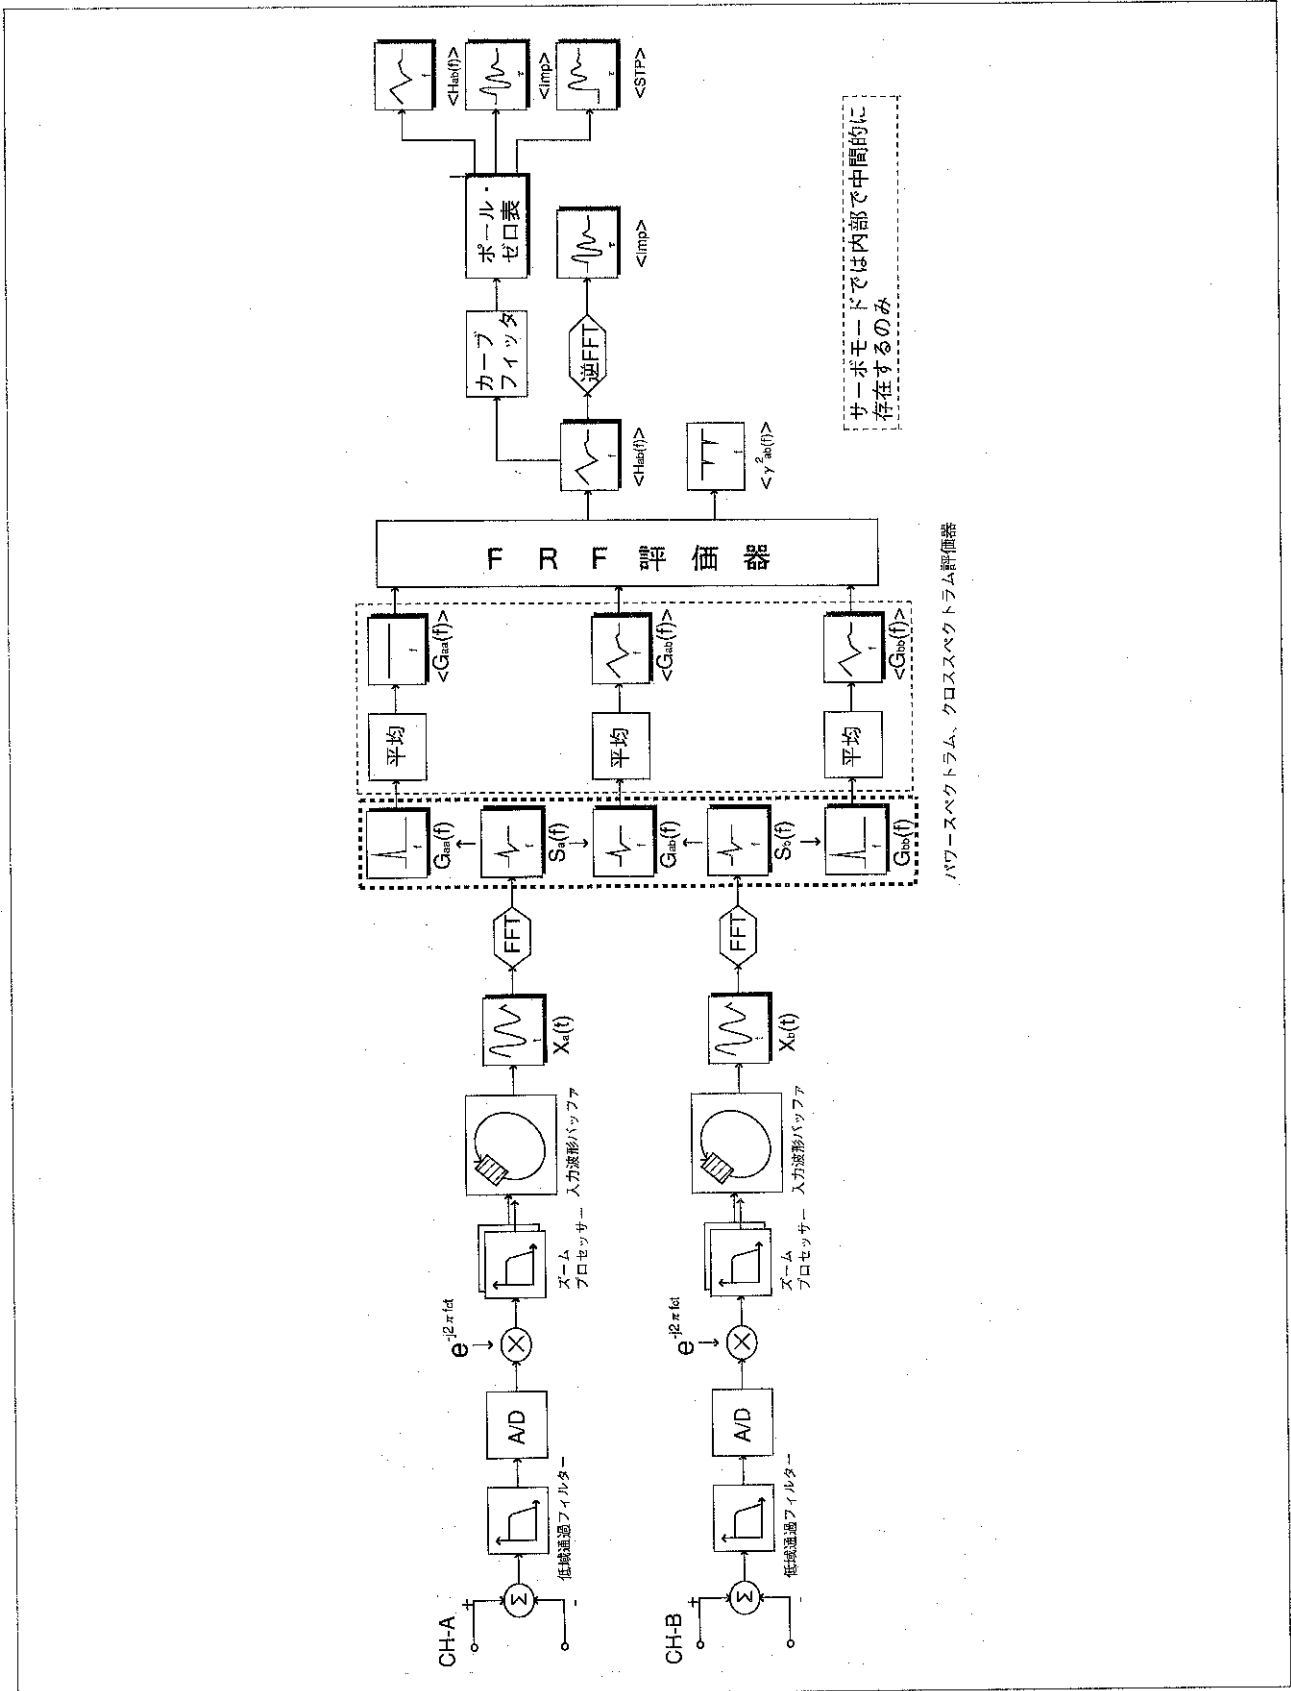 CH-A
+
-
Σ
低域通過フィルター
A/D
e-j2πfct
×
ズーム
プロセッサー
入力波形バッファ
t
Xa(t)
FFT
f
Gaa(f)
f
Sa(f)
f
Gab(f)
f
Sb(f)
f
Gbb(f)
平均
平均
平均
f
<Gaa(f)>
f
<Gab(f)>
f
<Gbb(f)>
FRF評価器
f
<Hab(f)>
f
<γ2ab(f)>
カーブ
フィッタ
逆FFT
τ
<Imp>
ポール・
ゼロ表
f
<Hab(f)>
τ
<Imp>
τ
<STP>
CH-B
+
-
Σ
低域通過フィルター
A/D
e-j2πfct
×
ズーム
プロセッサー
入力波形バッファ
t
Xb(t)
FFT
パワースペクトラム、クロススペクトラム評価器
サーボモードでは内部で中間的に
存在するのみ